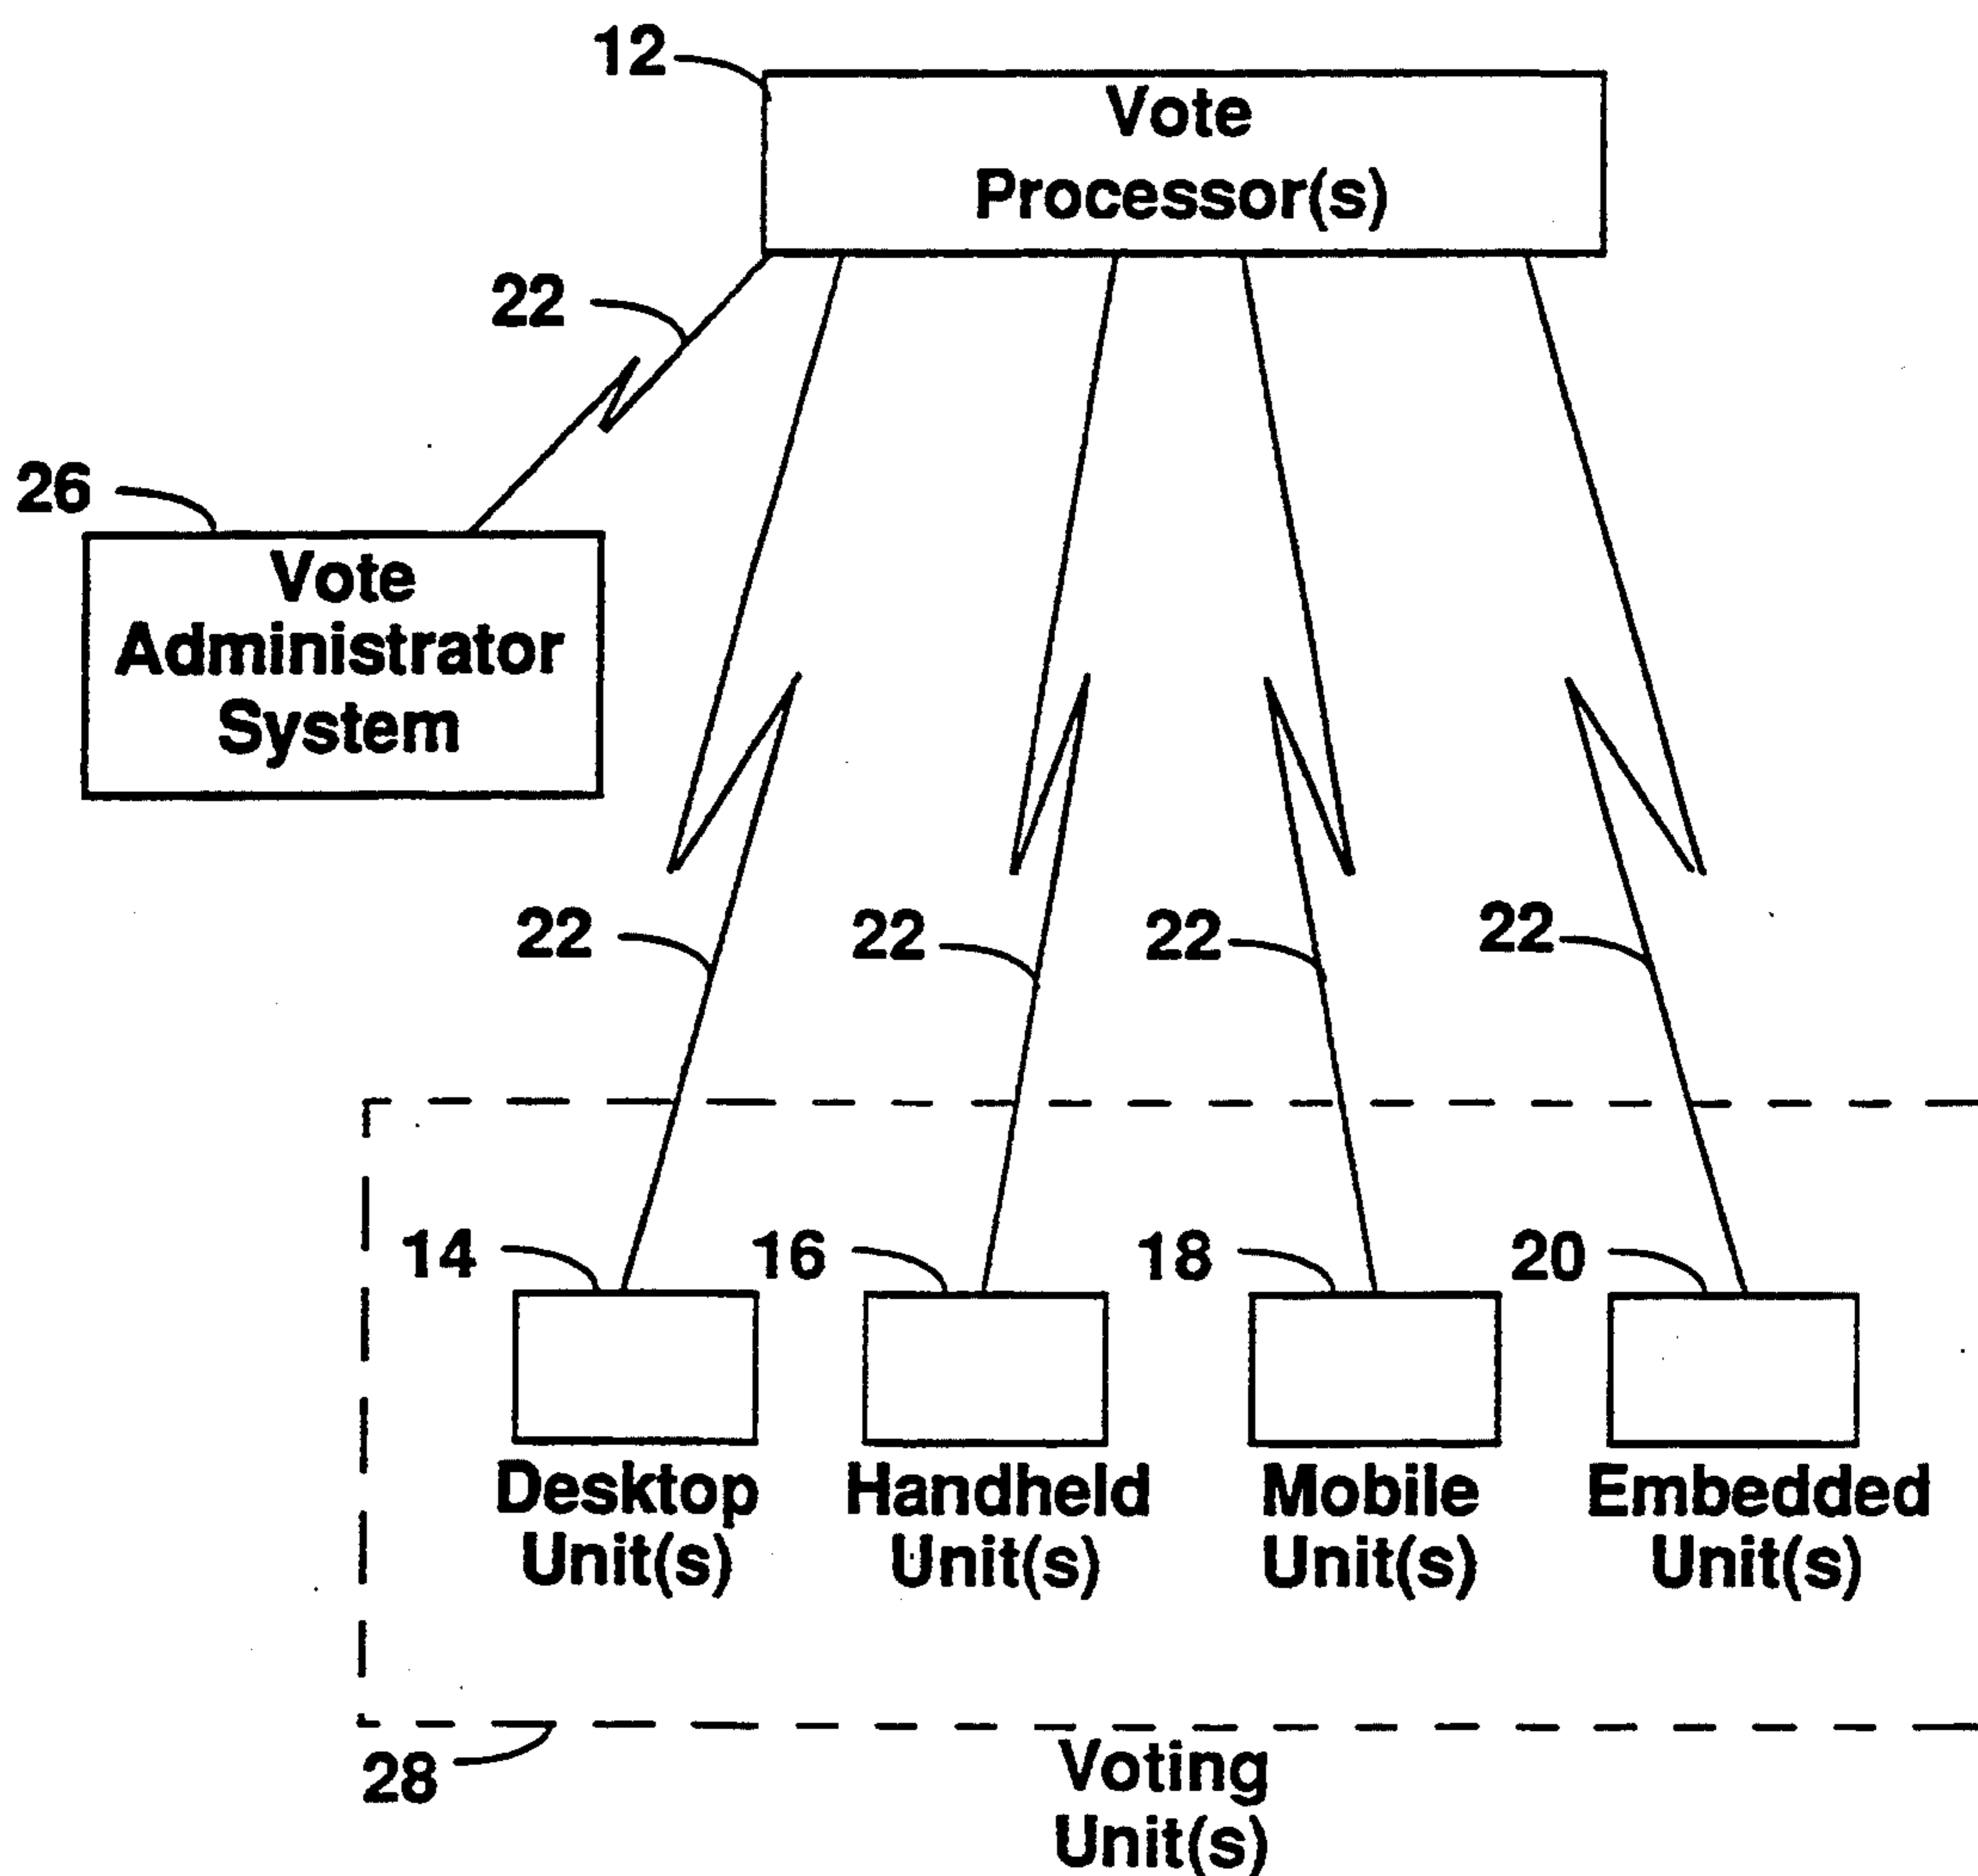 12
Vote
Processor(s)
22
26
Vote
Administrator
System
22
22
22
22
14
16
18
20
Desktop
Unit(s)
Handheld
Unit(s)
Mobile
Unit(s)
Embedded
Unit(s)
28
Voting
Unit(s)